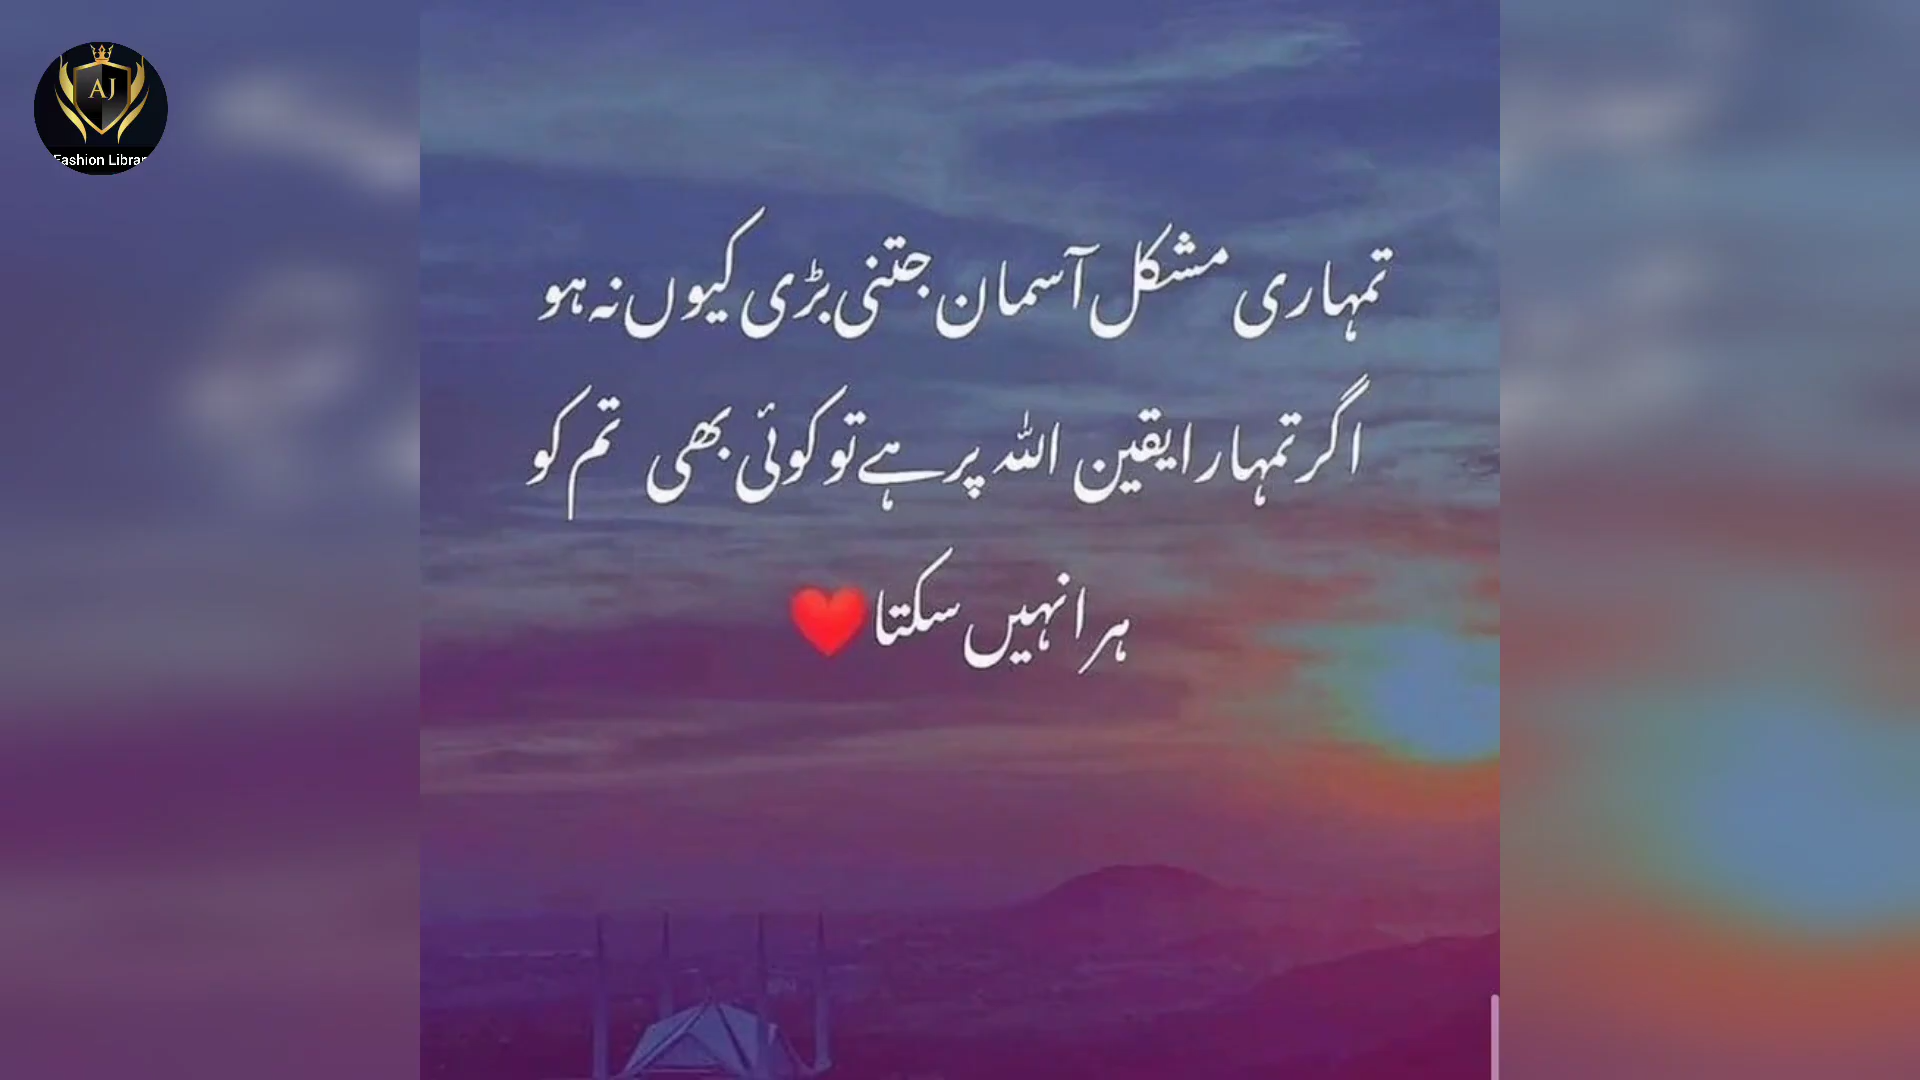 AJ
Fashion Librar
تمہاری مشکل آسمان جتنی بڑی کیوں نہ ہو
اگر تمہارا یقین اللہ پر ہے تو کوئی بھی تم کو
ہرا نہیں سکتا❤️